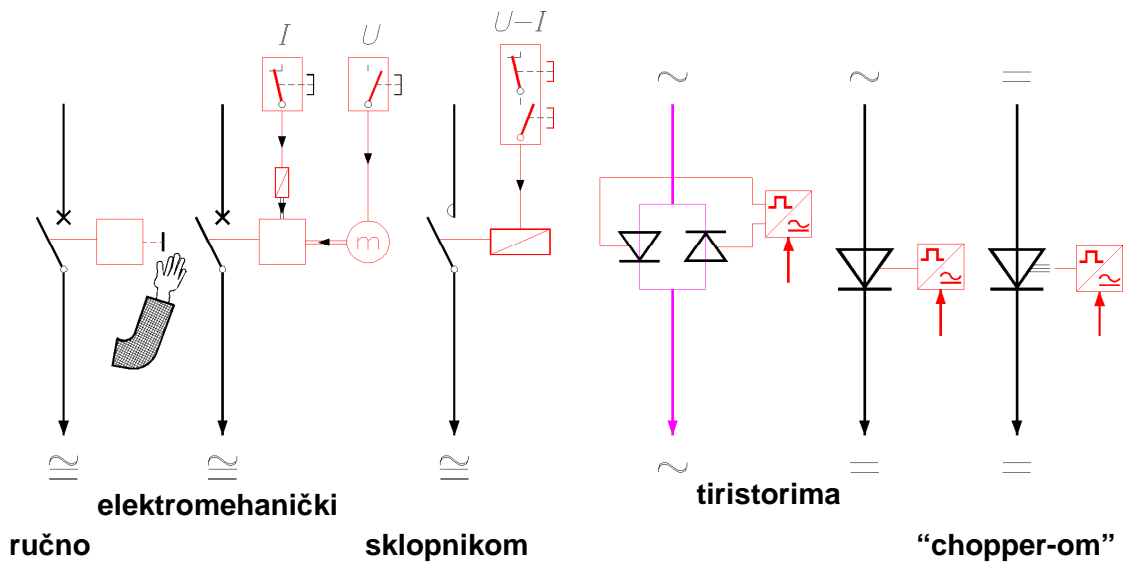 I U U–I
~ ~ =
m
≅ ≅ ≅ ~ = =
elektromehanički tiristorima
ručno sklopnikom “chopper-om”